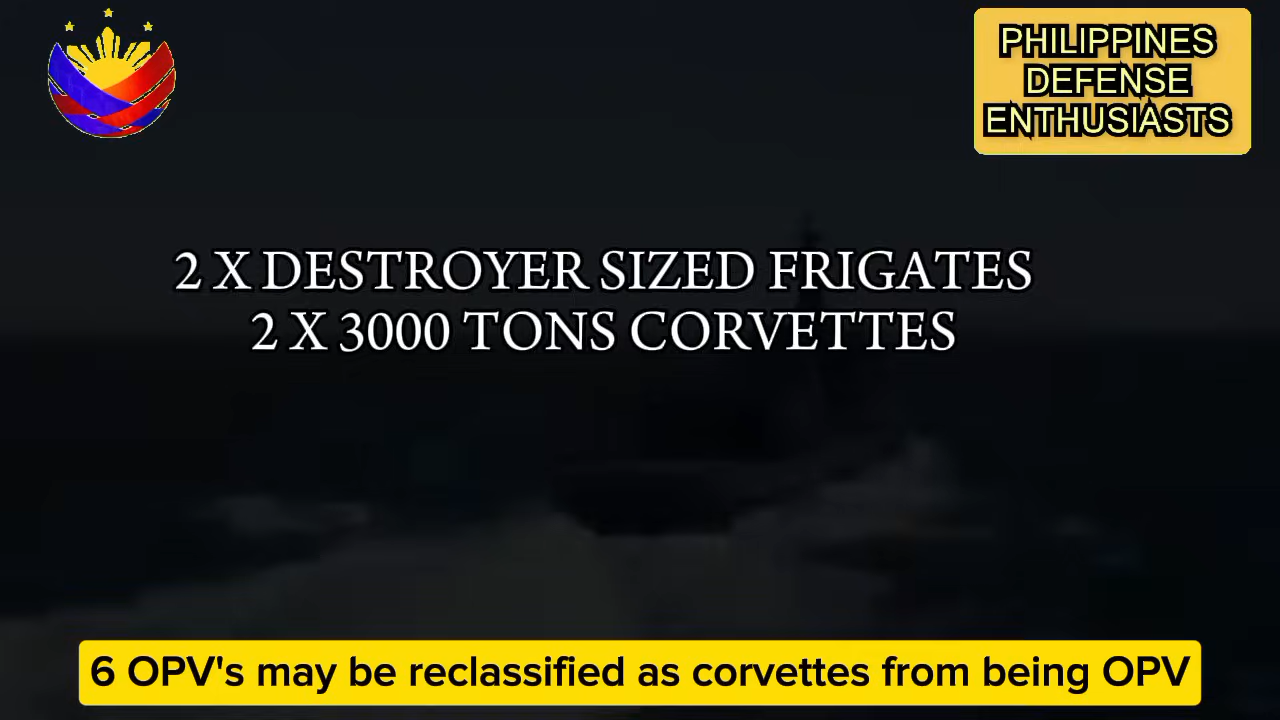 PHILIPPINES
DEFENSE
ENTHUSIASTS
2 X DESTROYER SIZED FRIGATES
2 X 3000 TONS CORVETTES
6 OPV's may be reclassified as corvettes from being OPV